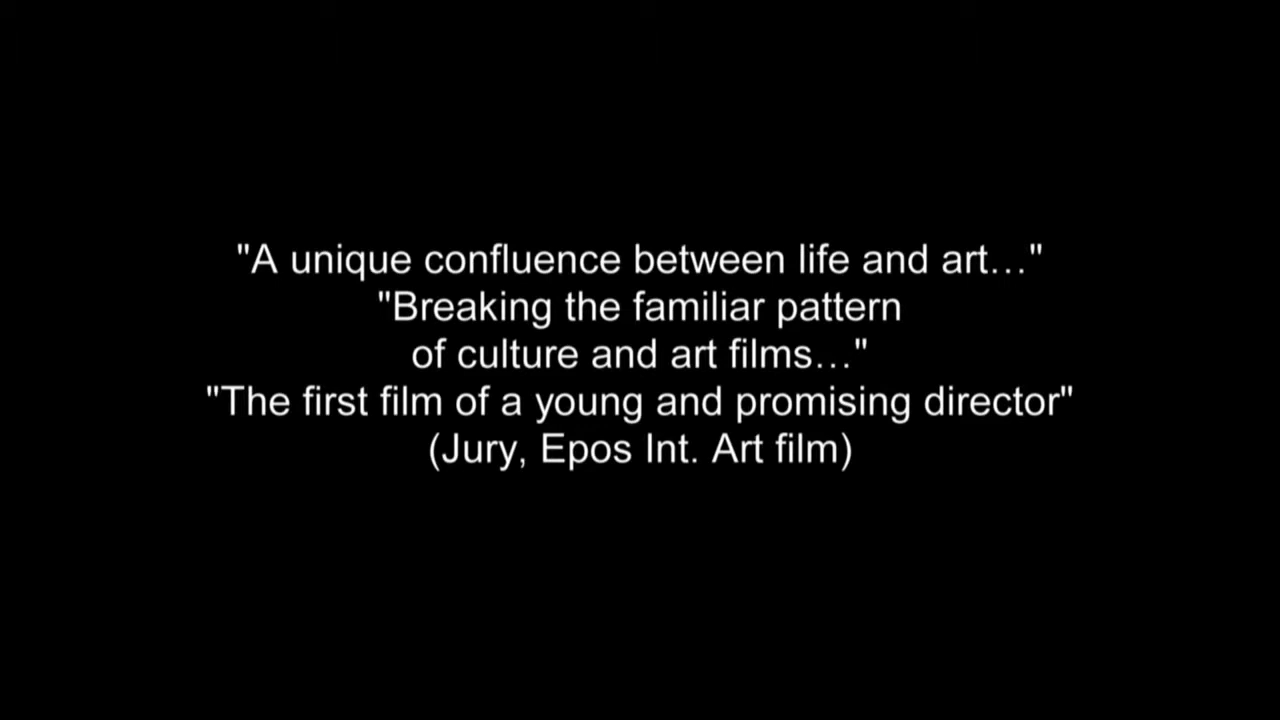 "A unique confluence between life and art…"
"Breaking the familiar pattern
of culture and art films…"
"The first film of a young and promising director"
(Jury, Epos Int. Art film)